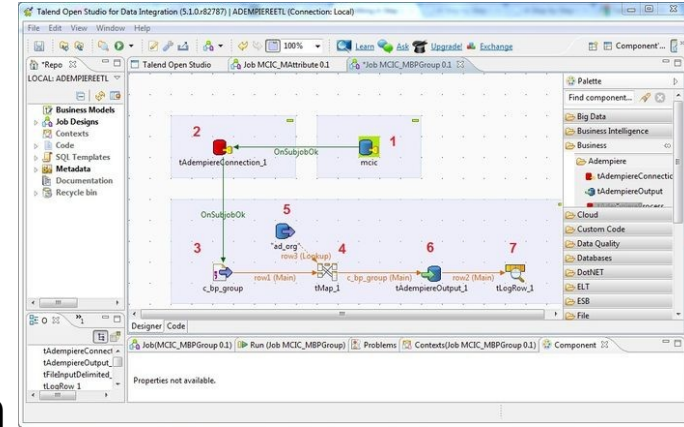 Talend Open Studio for Data Integration (5.1.0.r82787) | ADEMPIEREETL (Connection: Local)
File Edit View Window Help
100% Learn Ask Upgrade! Exchange Component'...
*Repo
Talend Open Studio Job MCIC_MAttribute 0.1 *Job MCIC_MBPGroup 0.1
LOCAL: ADEMPIEREETL
Palette
Find component...
Business Models
Job Designs
Contexts
Code
SQL Templates
Metadata
Documentation
Recycle bin
Big Data
Business Intelligence
Business
Adempiere
tAdempiereConnectio
tAdempiereOutput
Cloud
Custom Code
Data Quality
Databases
DotNET
ELT
ESB
File
2 1
OnSubjobOk
tAdempiereConnection_1 mcic
OnSubjobOk
5
"ad_org"
row3 (Lookup)
3 4 6 7
row1 (Main) c_bp_group (Main) row2 (Main)
c_bp_group tMap_1 tAdempiereOutput_1 tLogRow_1
Designer Code
Job(MCIC_MBPGroup 0.1) Run (Job MCIC_MBPGroup) Problems Contexts(Job MCIC_MBPGroup 0.1) Component
Properties not available.
tAdempiereConnect
tAdempiereOutput_
tFileInputDelimited_
tLogRow 1